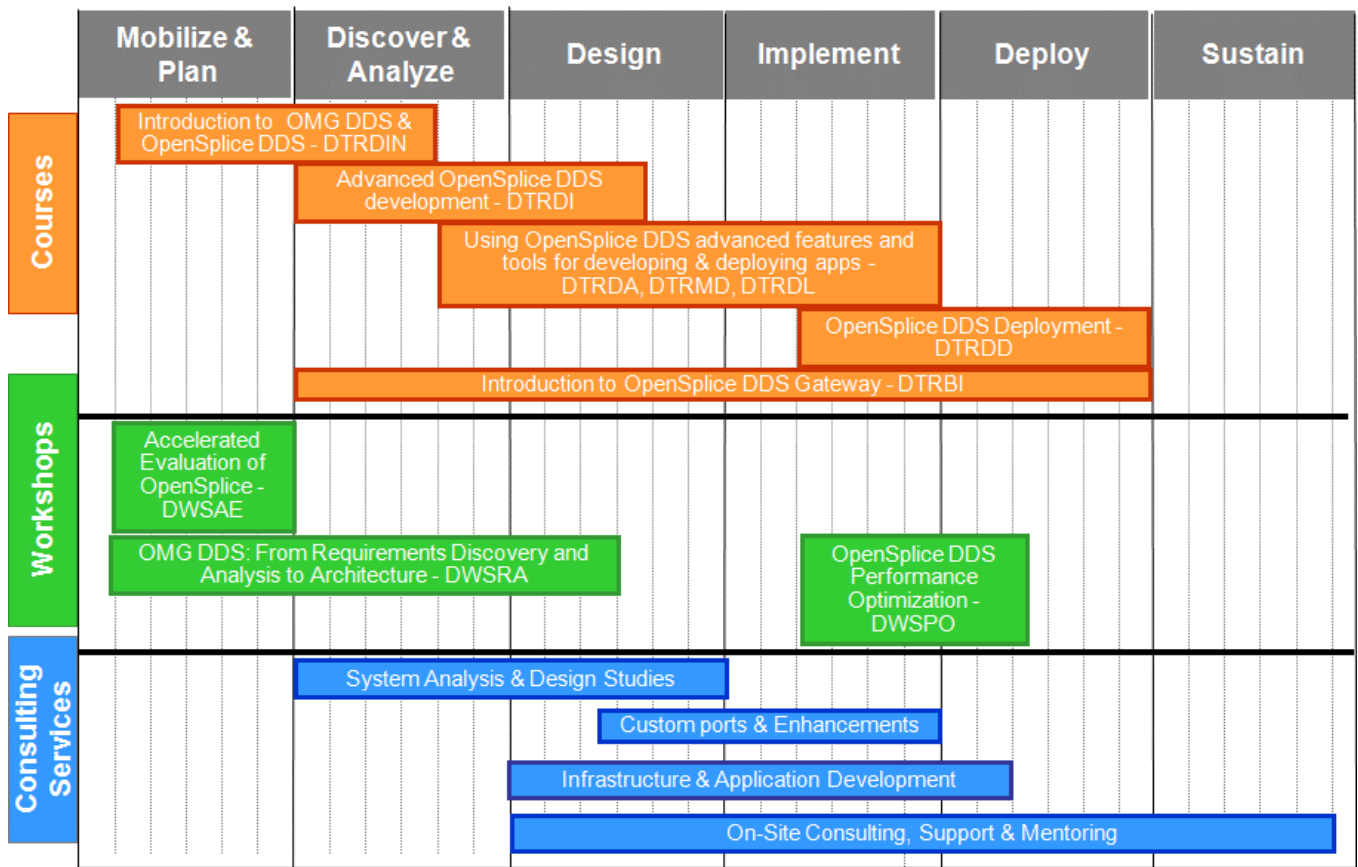 Mobilize &
Plan
Discover &
Analyze
Design
Implement
Deploy
Sustain
Courses
Introduction to OMG DDS &
OpenSplice DDS - DTRDIN
Advanced OpenSplice DDS
development - DTRDI
Using OpenSplice DDS advanced features and
tools for developing & deploying apps -
DTRDA, DTRMD, DTRDL
OpenSplice DDS Deployment -
DTRDD
Introduction to OpenSplice DDS Gateway - DTRBI
Workshops
Accelerated
Evaluation of
OpenSplice -
DWSAE
OMG DDS: From Requirements Discovery and
Analysis to Architecture - DWSRA
OpenSplice DDS
Performance
Optimization -
DWSPO
Consulting
Services
System Analysis & Design Studies
Custom ports & Enhancements
Infrastructure & Application Development
On-Site Consulting, Support & Mentoring